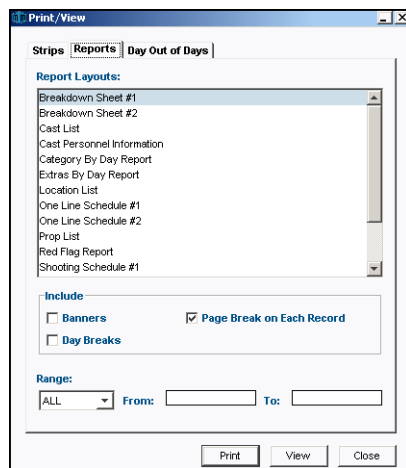 Print/View
Strips Reports Day Out of Days
Report Layouts:
Breakdown Sheet #1
Breakdown Sheet #2
Cast List
Cast Personnel Information
Category By Day Report
Extras By Day Report
Location List
One Line Schedule #1
One Line Schedule #2
Prop List
Red Flag Report
Shooting Schedule #1
Include
Banners Page Break on Each Record
Day Breaks
Range:
ALL From: To:
Print View Close